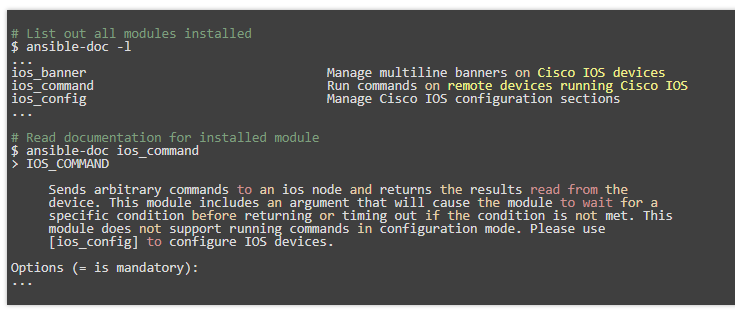 # List out all modules installed
$ ansible-doc -l
...
ios_banner Manage multiline banners on Cisco IOS devices
ios_command Run commands on remote devices running Cisco IOS
ios_config Manage Cisco IOS configuration sections
...
# Read documentation for installed module
$ ansible-doc ios_command
> IOS_COMMAND
Sends arbitrary commands to an ios node and returns the results read from the
device. This module includes an argument that will cause the module to wait for a
specific condition before returning or timing out if the condition is not met. This
module does not support running commands in configuration mode. Please use
[ios_config] to configure IOS devices.
Options (= is mandatory):
...